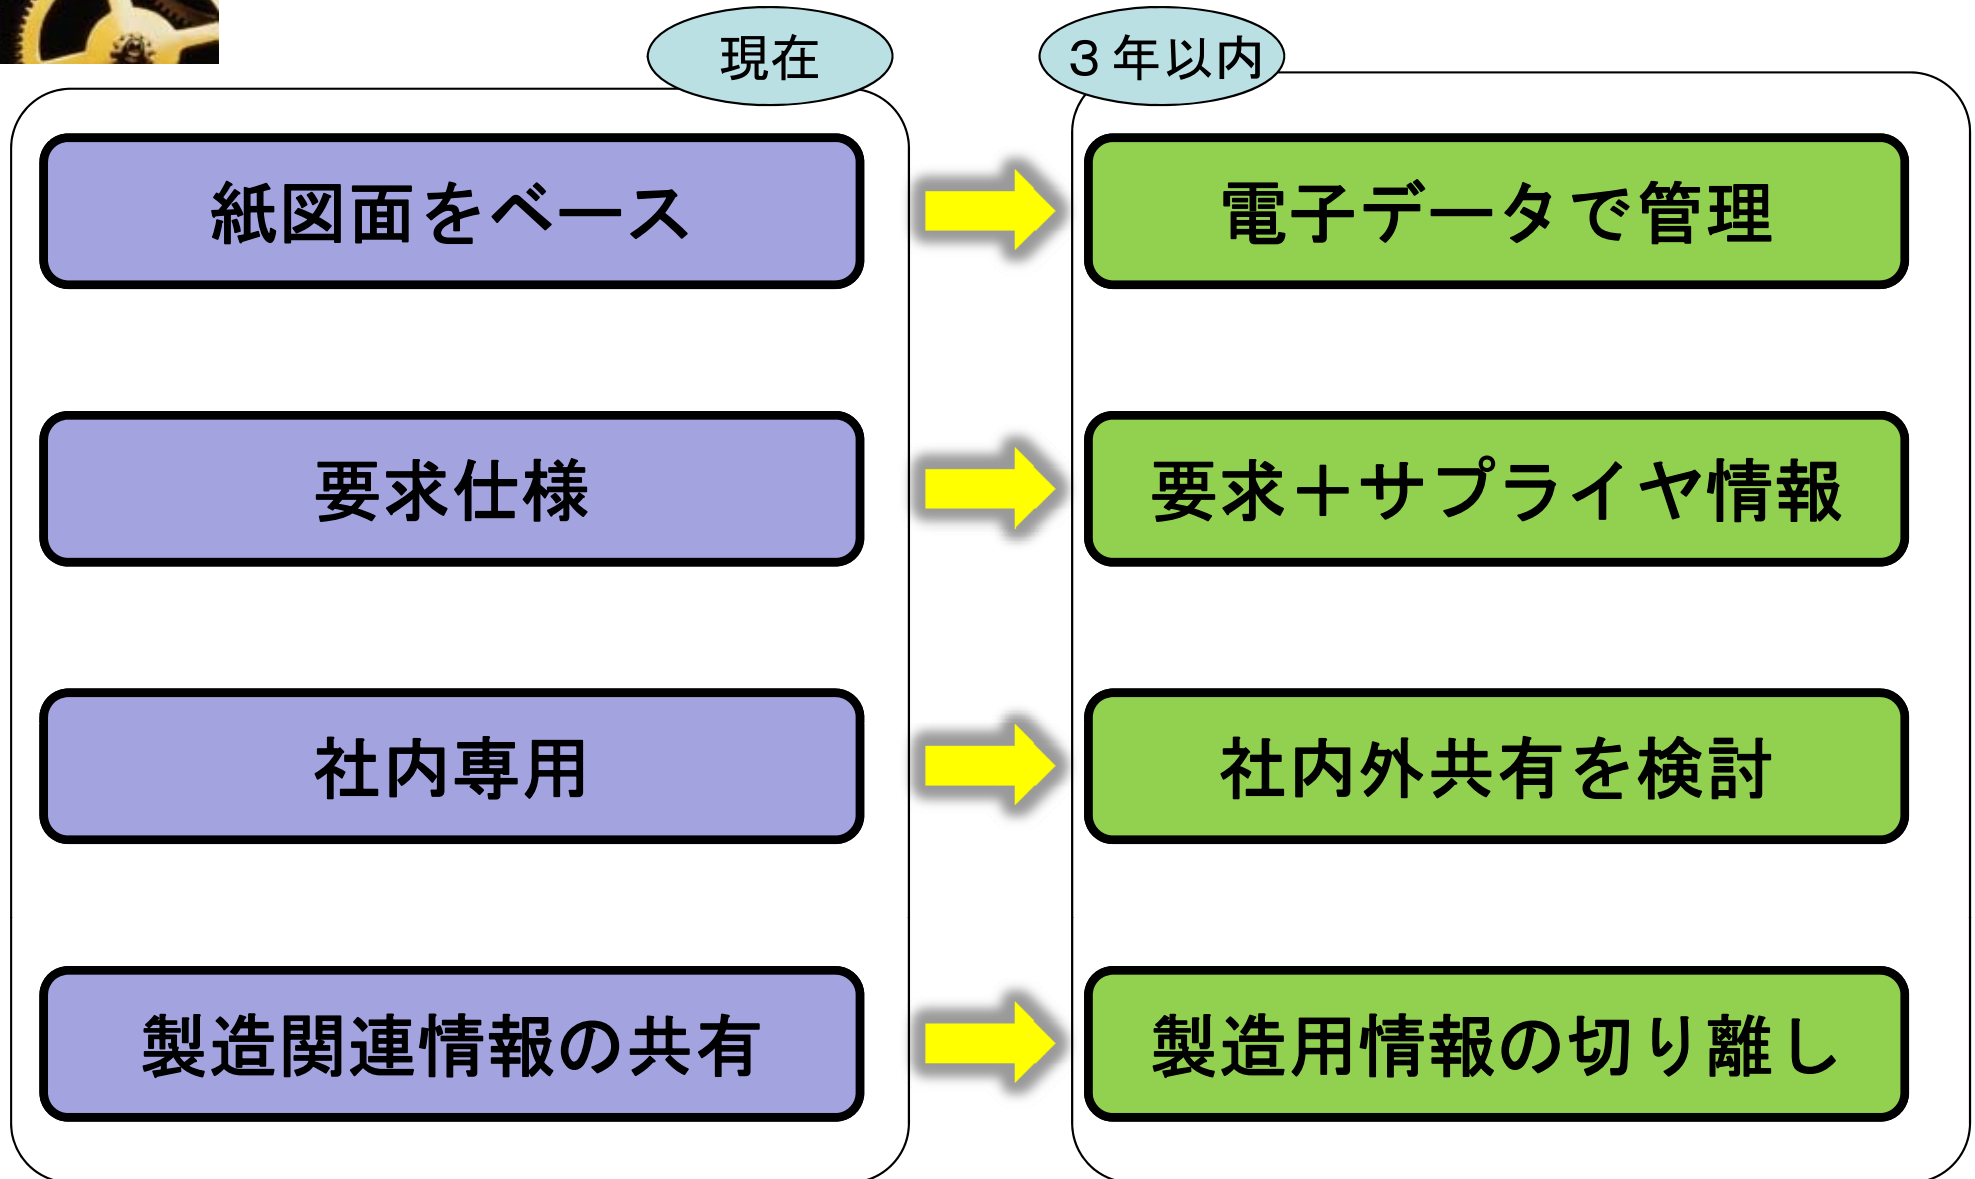 現在
３年以内
紙図面をベース
電子データで管理
要求仕様
要求＋サプライヤ情報
社内専用
社内外共有を検討
製造関連情報の共有
製造用情報の切り離し